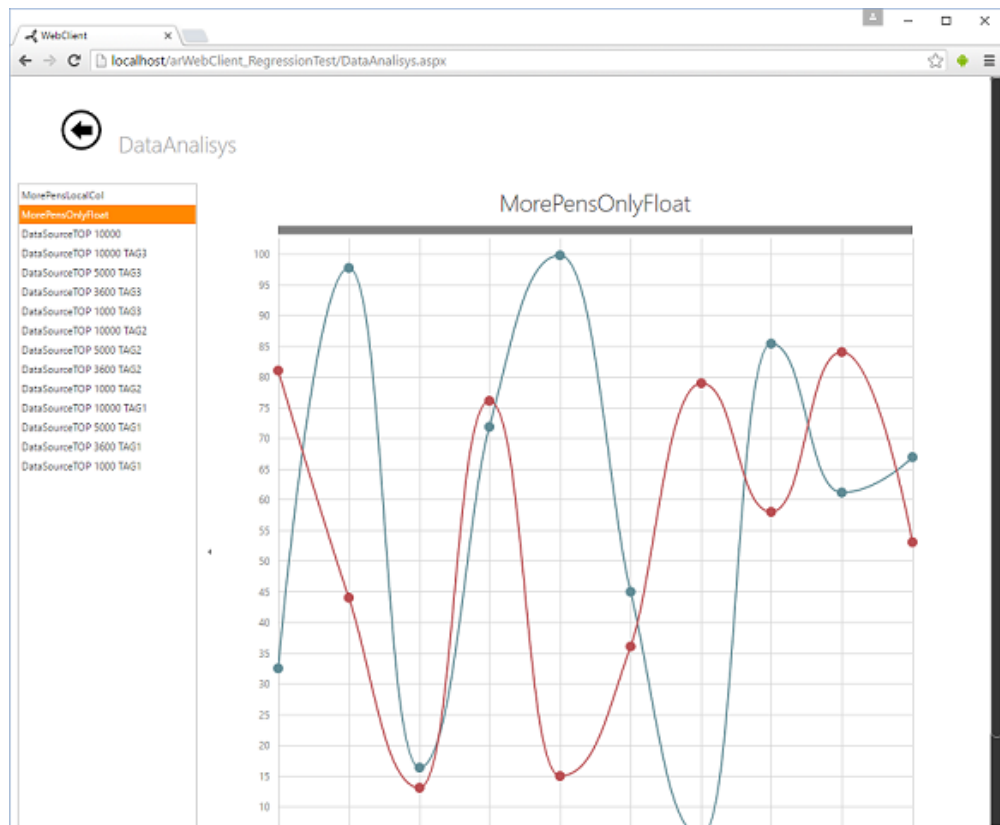 WebClient
localhost/arWebClient_RegressionTest/DataAnalisys.aspx
DataAnalisys
MorePensLocalCol
MorePensOnlyFloat
DataSourceTOP 10000
DataSourceTOP 10000 TAG3
DataSourceTOP 5000 TAG3
DataSourceTOP 3600 TAG3
DataSourceTOP 1000 TAG3
DataSourceTOP 10000 TAG2
DataSourceTOP 5000 TAG2
DataSourceTOP 3600 TAG2
DataSourceTOP 1000 TAG2
DataSourceTOP 10000 TAG1
DataSourceTOP 5000 TAG1
DataSourceTOP 3600 TAG1
DataSourceTOP 1000 TAG1
MorePensOnlyFloat
100
95
90
85
80
75
70
65
60
55
50
45
40
35
30
25
20
15
10